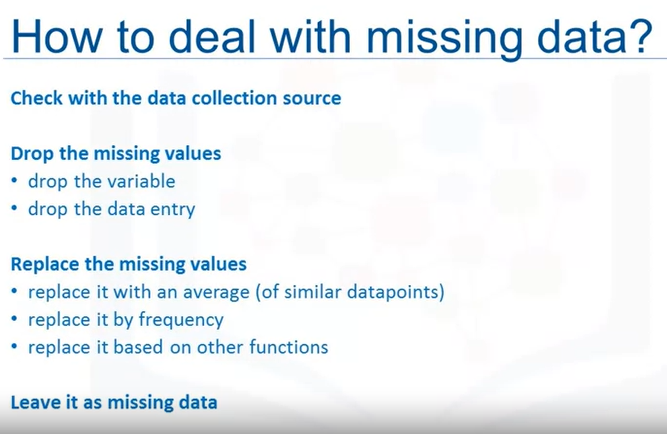 How to deal with missing data?
Check with the data collection source
Drop the missing values
• drop the variable
• drop the data entry
Replace the missing values
• replace it with an average (of similar datapoints)
• replace it by frequency
• replace it based on other functions
Leave it as missing data